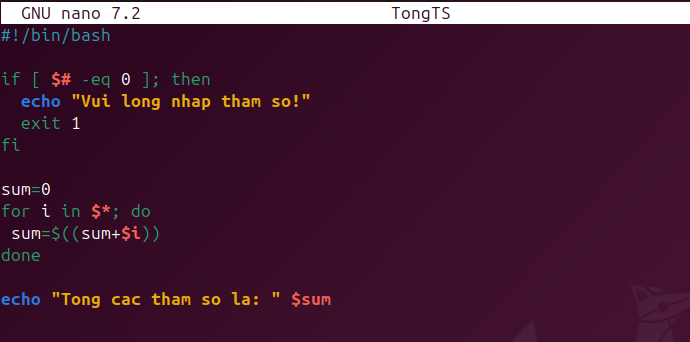 GNU nano 7.2 TongTS
#!/bin/bash
if [ $# -eq 0 ]; then
echo "Vui long nhap tham so!"
exit 1
fi
sum=0
for i in $*; do
sum=$((sum+$i))
done
echo "Tong cac tham so la: " $sum